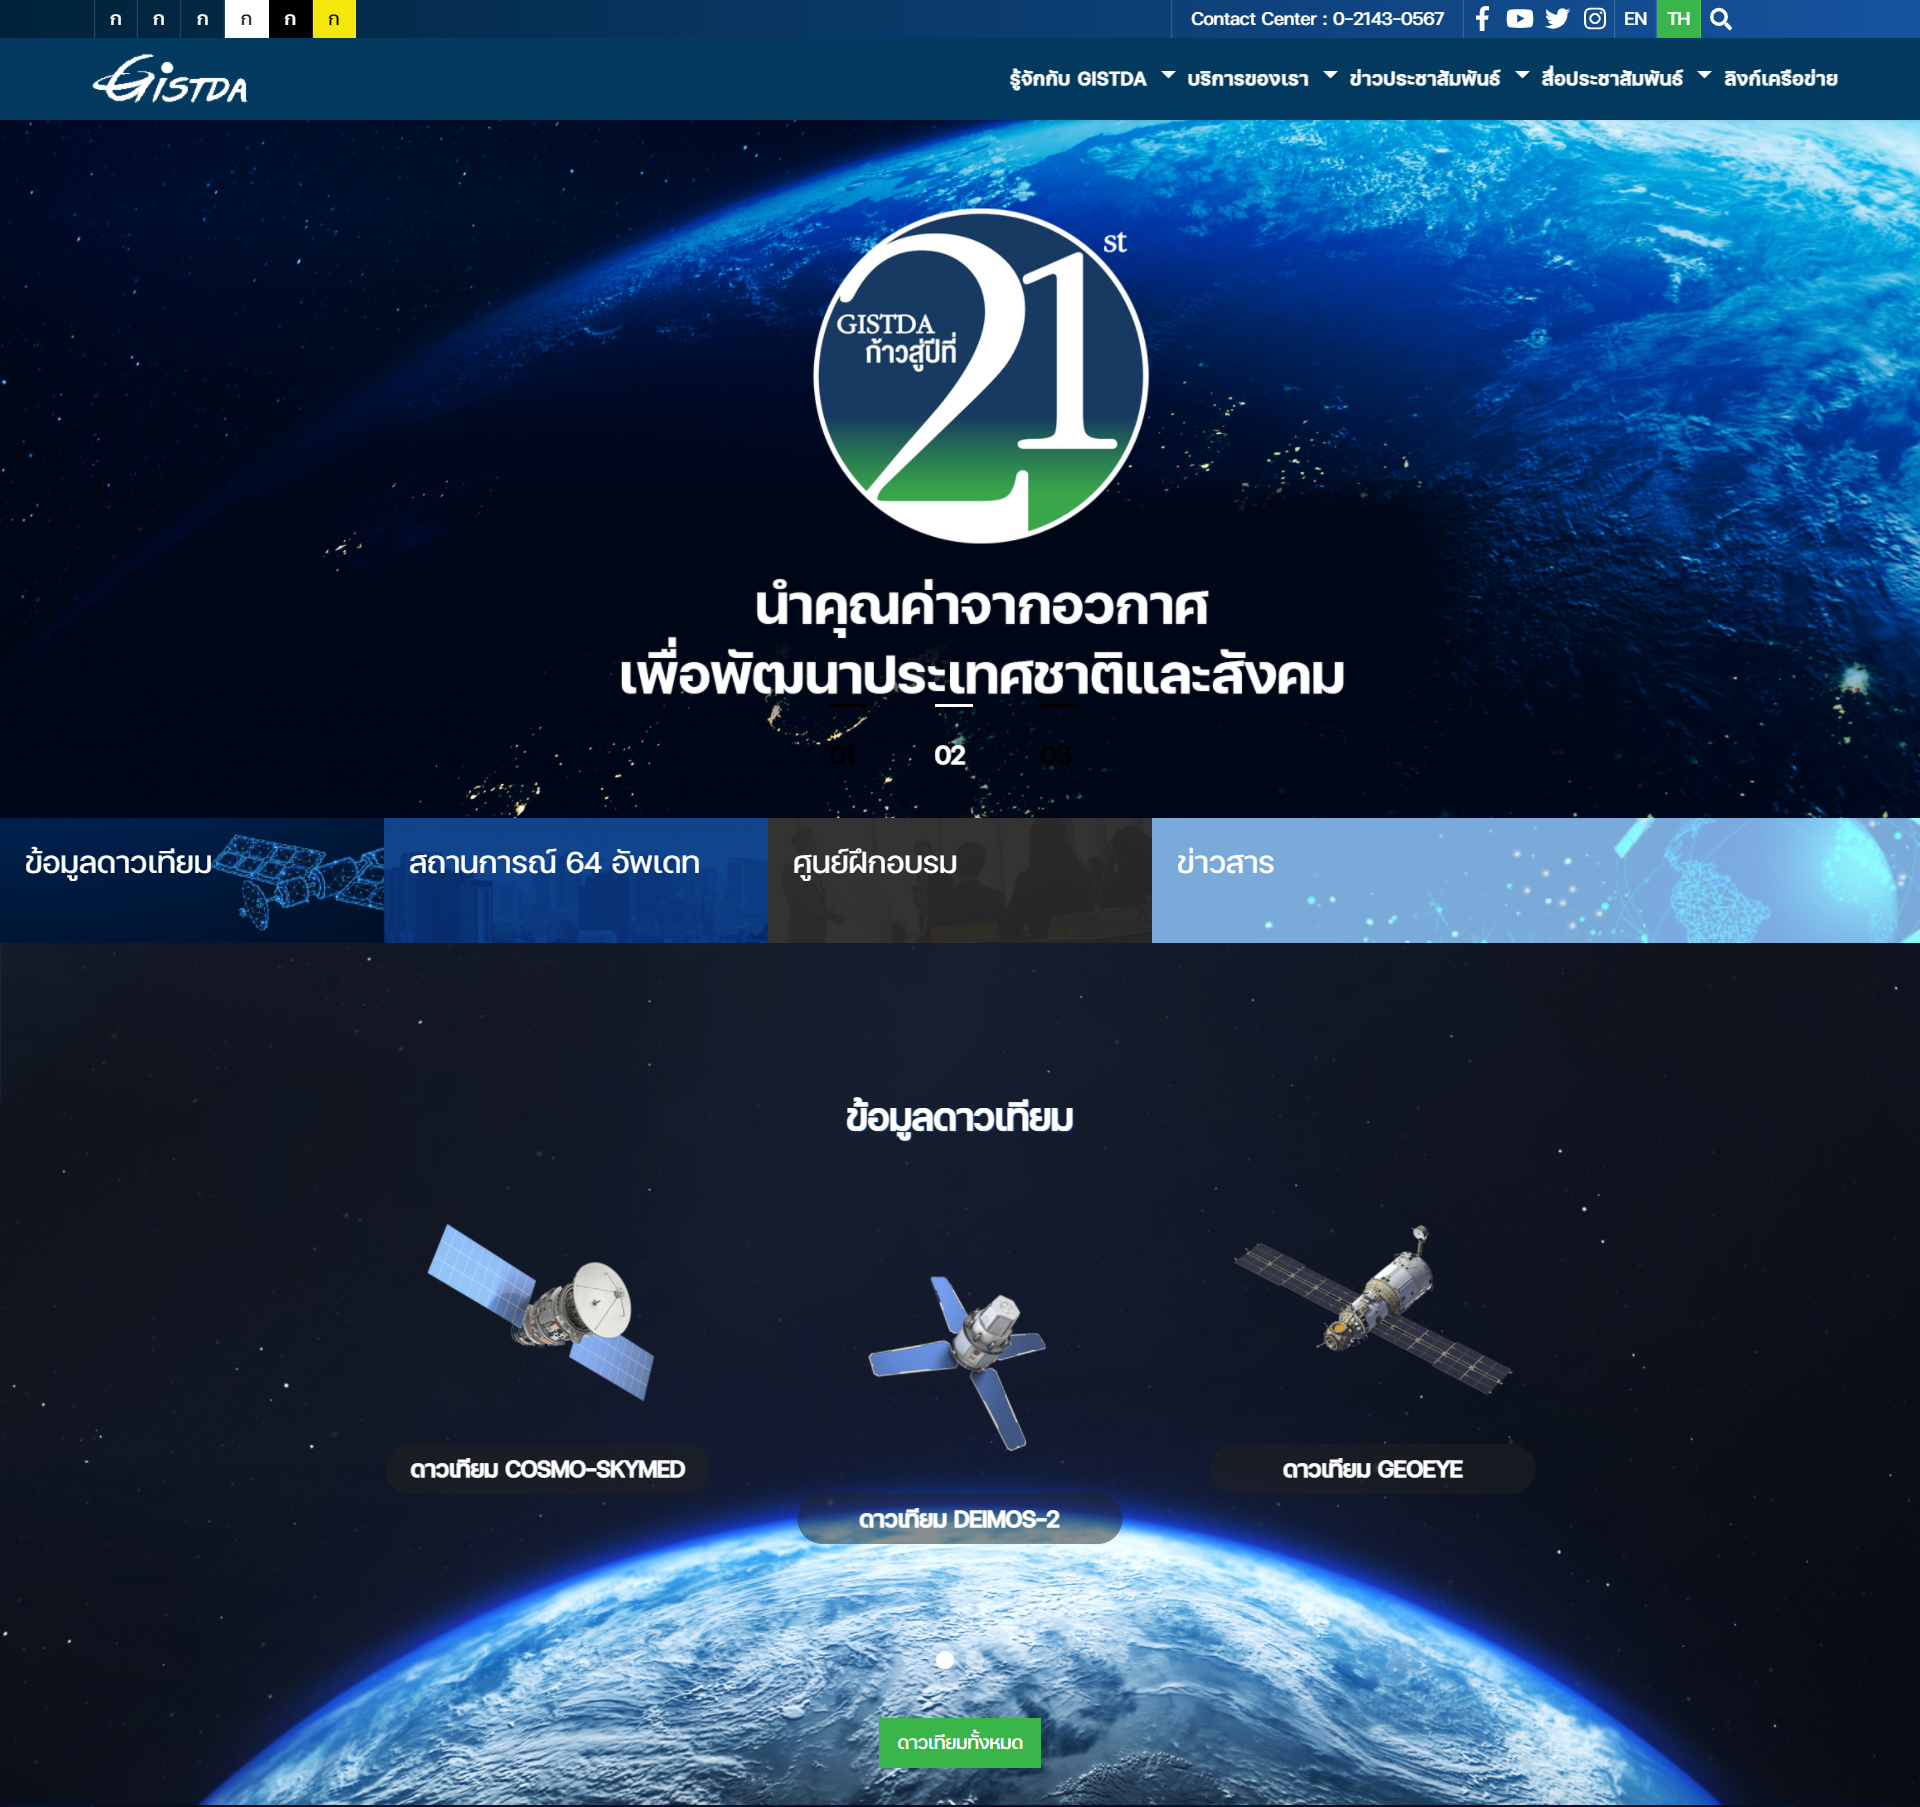 ก ก ก ก ก ก
Contact Center : 0-2143-0567
EN TH
GISTDA
รู้จักกับ GISTDA บริการของเรา ข่าวประชาสัมพันธ์ สื่อประชาสัมพันธ์ ลิงก์เครือข่าย
21st
GISTDA
ก้าวสู่ปีที่
นำคุณค่าจากอวกาศ
เพื่อพัฒนาประเทศชาติและสังคม
01 02 03
ข้อมูลดาวเทียม
สถานการณ์ 64 อัพเดท
ศูนย์ฝึกอบรม
ข่าวสาร
ข้อมูลดาวเทียม
ดาวเทียม COSMO-SKYMED
ดาวเทียม DEIMOS-2
ดาวเทียม GEOEYE
ดาวเทียมทั้งหมด